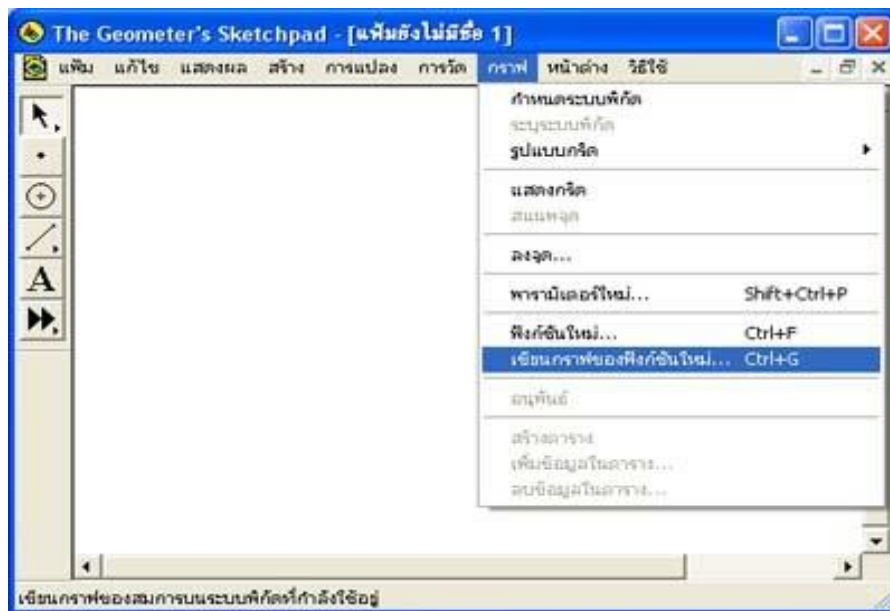 The Geometer's Sketchpad - [แฟ้มยังไม่มีชื่อ 1]
แฟ้ม แก้ไข แสดงผล สร้าง การแปลง การวัด กราฟ หน้าต่าง วิธีใช้
กำหนดระบบพิกัด
ระบุระบบพิกัด
รูปแบบกริด
แสดงกริด
สแนพจุด
ลงจุด...
พารามิเตอร์ใหม่... Shift+Ctrl+P
ฟังก์ชันใหม่... Ctrl+F
เขียนกราฟของฟังก์ชันใหม่... Ctrl+G
อนุพันธ์
สร้างตาราง
เพิ่มข้อมูลในตาราง...
ลบข้อมูลในตาราง...
A
เขียนกราฟของสมการบนระบบพิกัดที่กำลังใช้อยู่